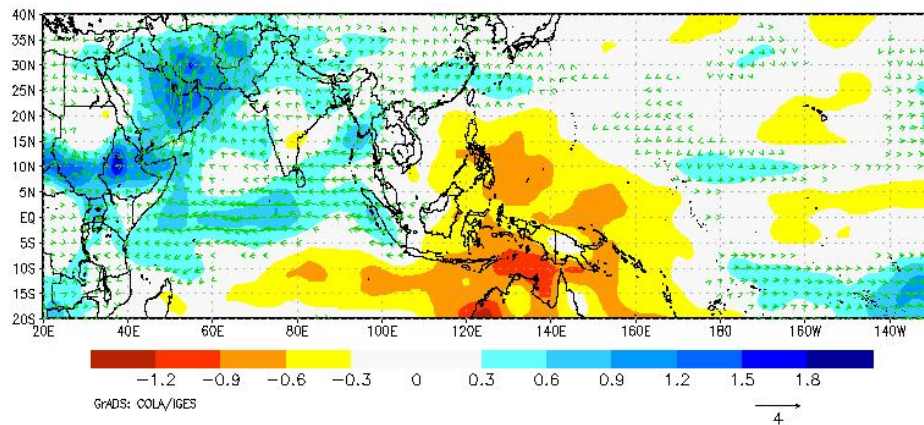 40N
35N
30N
25N
20N
15N
10N
5N
EQ
5S
10S
15S
20S
20E 40E 60E 80E 100E 120E 140E 160E 180 160W 140W
-1.2 -0.9 -0.6 -0.3 0 0.3 0.6 0.9 1.2 1.5 1.8
GrADS: COLA/IGES
4